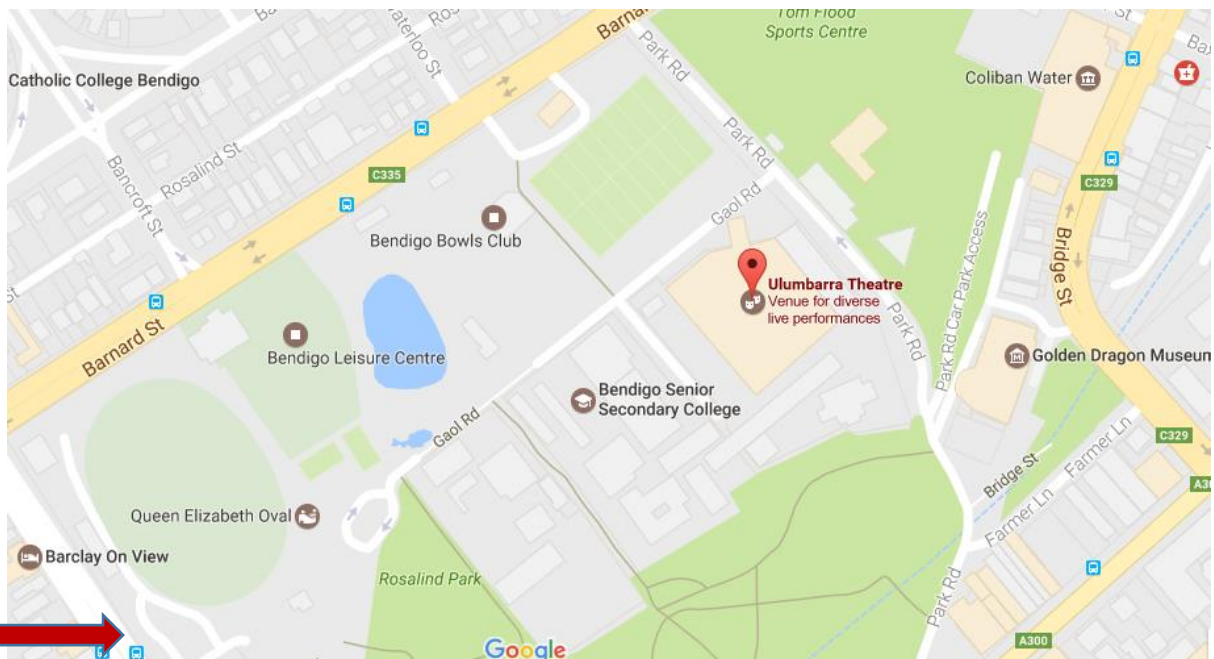 Tom Flood
Sports Centre
Barna
Park Rd
Waterloo St
Catholic College Bendigo
Coliban Water
Park Rd
Rosalind St
Bancroft St
C335
C329
Gaol Rd
Bendigo Bowls Club
Bridge St
Park Rd Car Park Access
Ulumbarra Theatre
Venue for diverse
live performances
Park Rd
Barnard St
Bendigo Leisure Centre
Golden Dragon Museum
Bendigo Senior
Secondary College
Gaol Rd
C329
Farmer Ln
Bridge St
A30
Queen Elizabeth Oval
Farmer Ln
Barclay On View
Rosalind Park
Park Rd
Google
A300